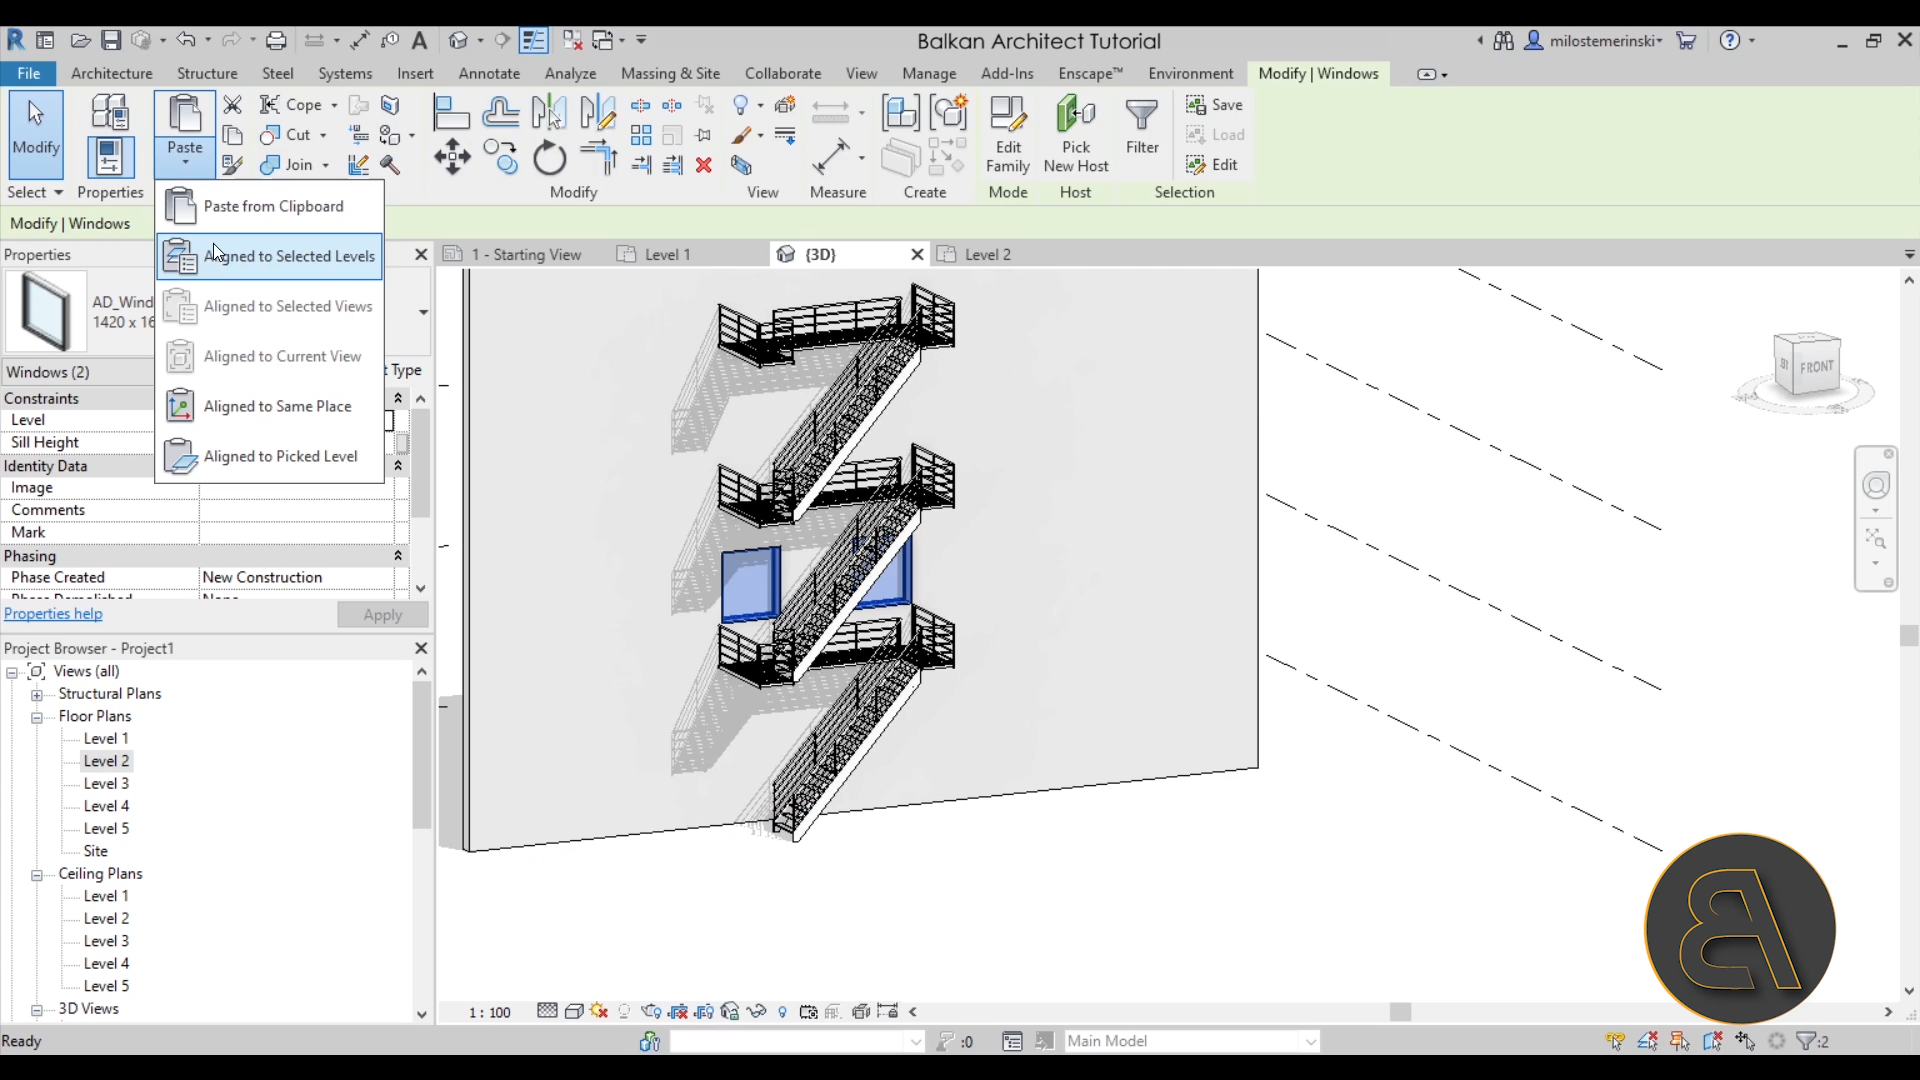 Balkan Architect Tutorial
milostemerinski
File Architecture Structure Steel Systems Insert Annotate Analyze Massing & Site Collaborate View Manage Add-Ins Enscape™ Environment Modify | Windows
Modify
Paste
Cope
Cut
Join
Edit Family
Pick New Host
Filter
Save
Load
Edit
Select Properties Modify View Measure Create Mode Host Selection
Modify | Windows
Paste from Clipboard
Aligned to Selected Levels
Aligned to Selected Views
Aligned to Current View
Aligned to Same Place
Aligned to Picked Level
Properties
1 - Starting View
Level 1
{3D}
Level 2
AD_Wind
1420 x 16
Windows (2)
t Type
Constraints
Level
Sill Height
Identity Data
Image
Comments
Mark
Phasing
Phase Created New Construction
Properties help
Apply
Project Browser - Project1
Views (all)
Structural Plans
Floor Plans
Level 1
Level 2
Level 3
Level 4
Level 5
Site
Ceiling Plans
Level 1
Level 2
Level 3
Level 4
Level 5
3D Views
FRONT
B
1 : 100
Ready
:0
Main Model
:2